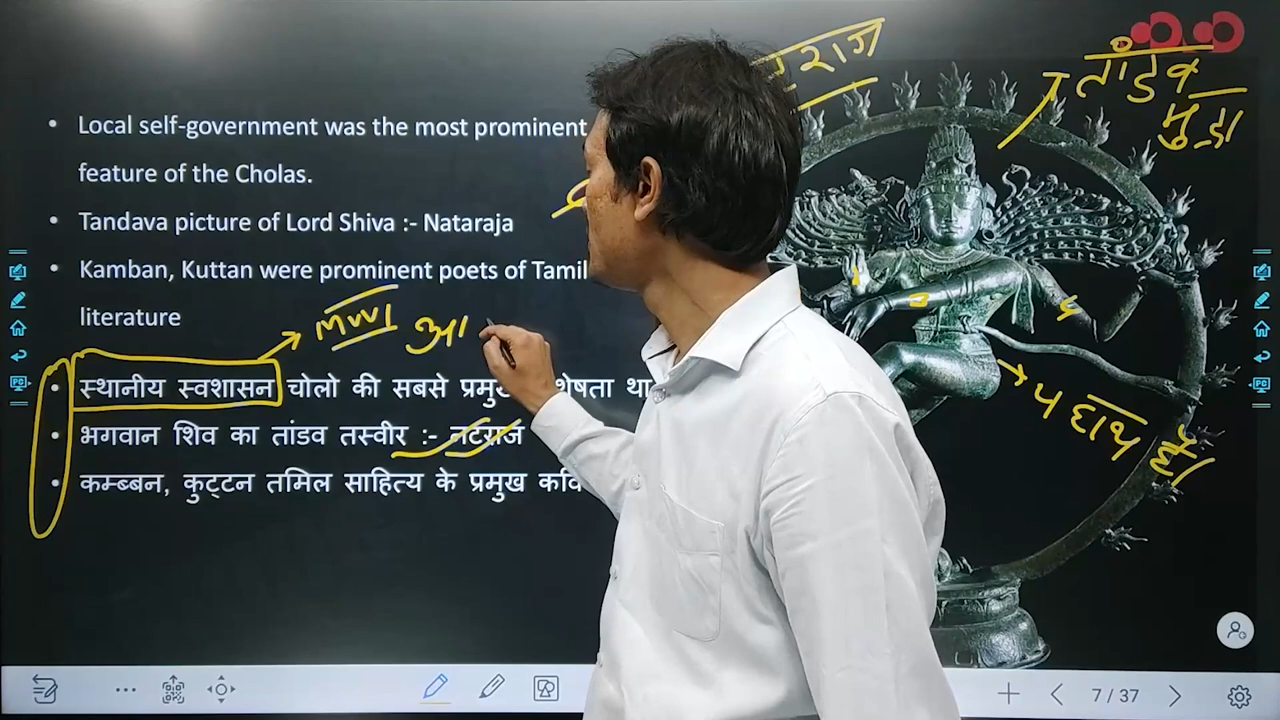 राज
तांडव
मुद्रा
• Local self-government was the most prominent
feature of the Cholas.
• Tandava picture of Lord Shiva :- Nataraja
• Kamban, Kuttan were prominent poets of Tamil
literature
आ
• स्थानीय स्वशासन चोलो की सबसे प्रमुख था
• भगवान शिव का तांडव तस्वीर :- नटराज
• कम्ब्बन, कुट्टन तमिल साहित्य के प्रमुख कवि
4 हाथ हैं।
7 / 37